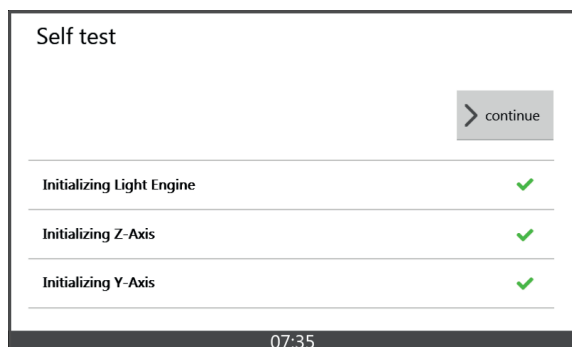 Self test
continue
Initializing Light Engine
Initializing Z-Axis
Initializing Y-Axis
07:35